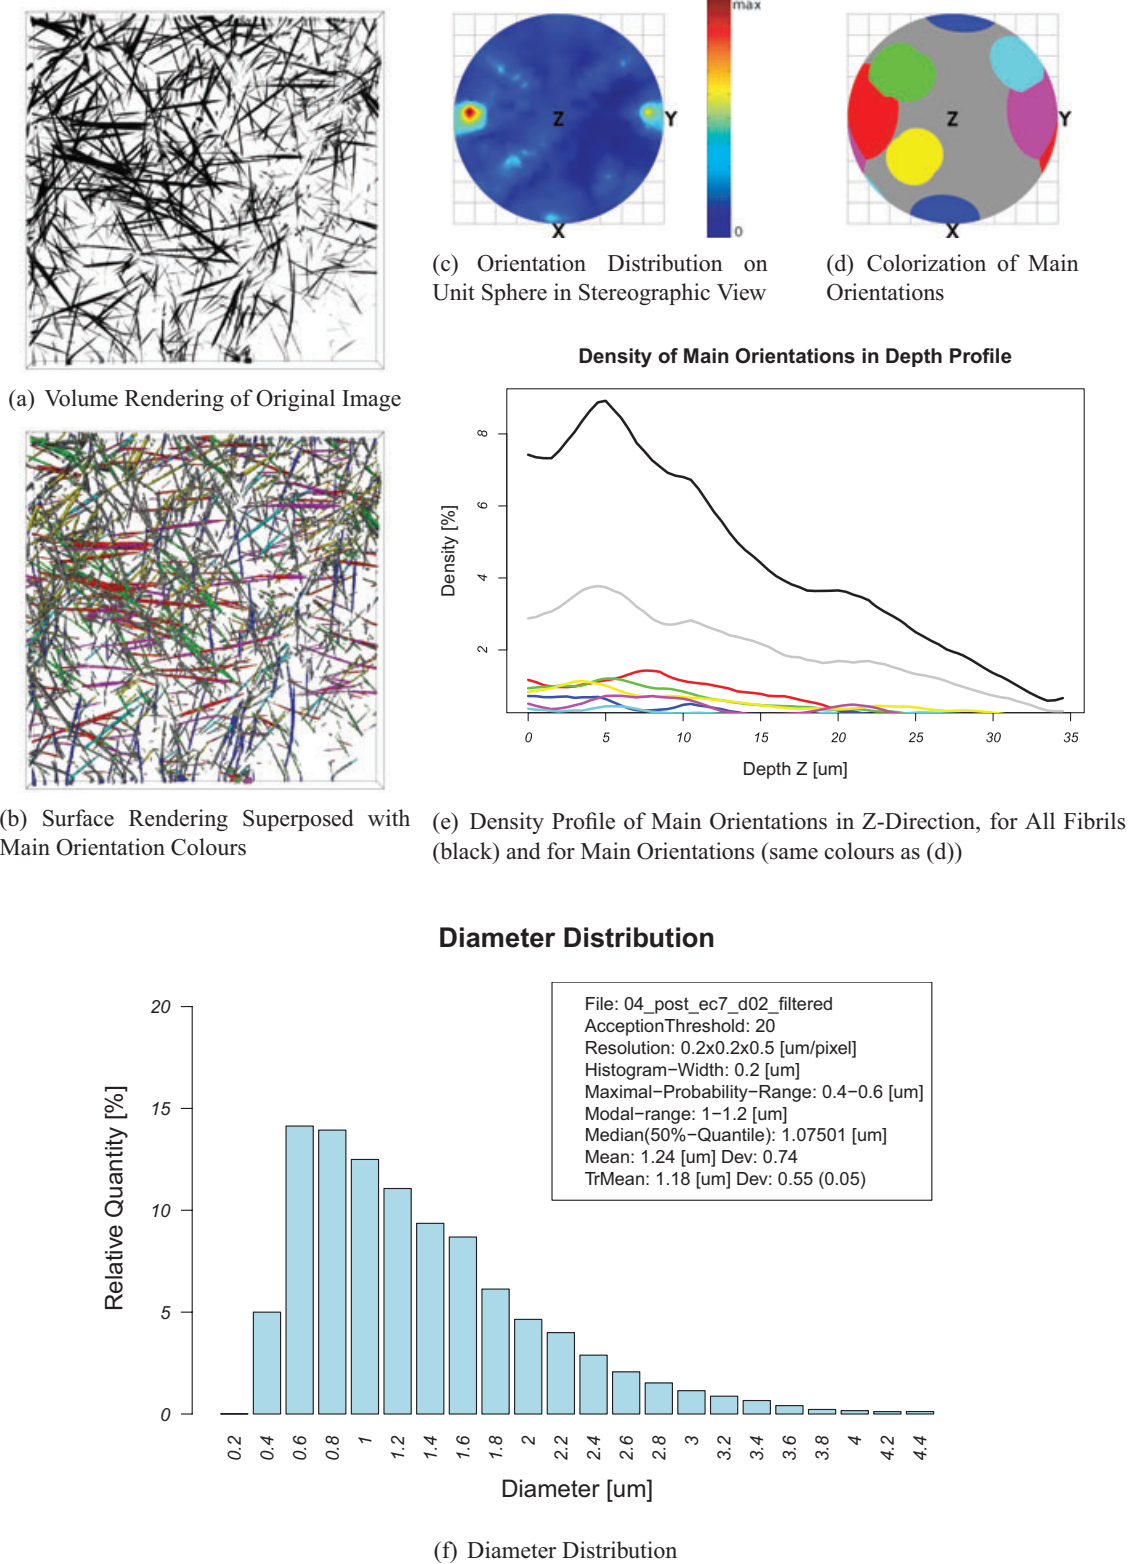 (a) Volume Rendering of Original Image
(b) Surface Rendering Superposed with
Main Orientation Colours
max
Z
Y
X
0
(c) Orientation Distribution on
Unit Sphere in Stereographic View
Z
Y
X
(d) Colorization of Main
Orientations
Density of Main Orientations in Depth Profile
Density [%]
8
6
4
2
0 5 10 15 20 25 30 35
Depth Z [um]
(e) Density Profile of Main Orientations in Z-Direction, for All Fibrils
(black) and for Main Orientations (same colours as (d))
Diameter Distribution
File: 04_post_ec7_d02_filtered
AcceptionThreshold: 20
Resolution: 0.2x0.2x0.5 [um/pixel]
Histogram−Width: 0.2 [um]
Maximal−Probability−Range: 0.4−0.6 [um]
Modal−range: 1−1.2 [um]
Median(50%−Quantile): 1.07501 [um]
Mean: 1.24 [um] Dev: 0.74
TrMean: 1.18 [um] Dev: 0.55 (0.05)
Relative Quantity [%]
20
15
10
5
0
0.2 0.4 0.6 0.8 1 1.2 1.4 1.6 1.8 2 2.2 2.4 2.6 2.8 3 3.2 3.4 3.6 3.8 4 4.2 4.4
Diameter [um]
(f) Diameter Distribution